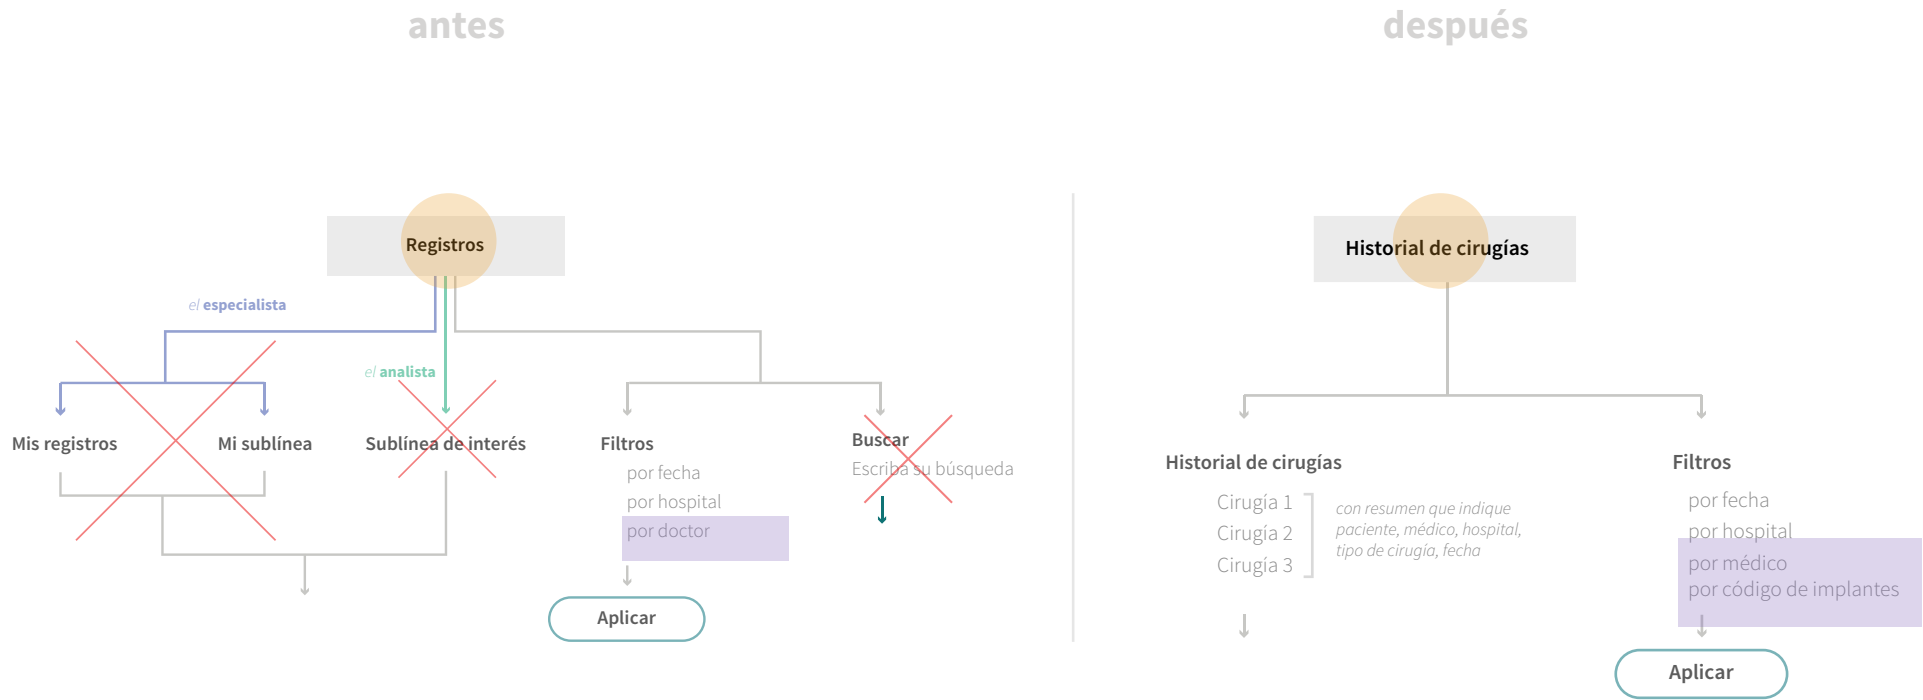 antes
después
Registros
el especialista
el analista
Mis registros
Mi sublínea
Sublínea de interés
Filtros
por fecha
por hospital
por doctor
Aplicar
Buscar
Escriba su búsqueda
Historial de cirugías
Historial de cirugías
Cirugía 1
Cirugía 2
Cirugía 3
con resumen que indique
paciente, médico, hospital,
tipo de cirugía, fecha
Filtros
por fecha
por hospital
por médico
por código de implantes
Aplicar